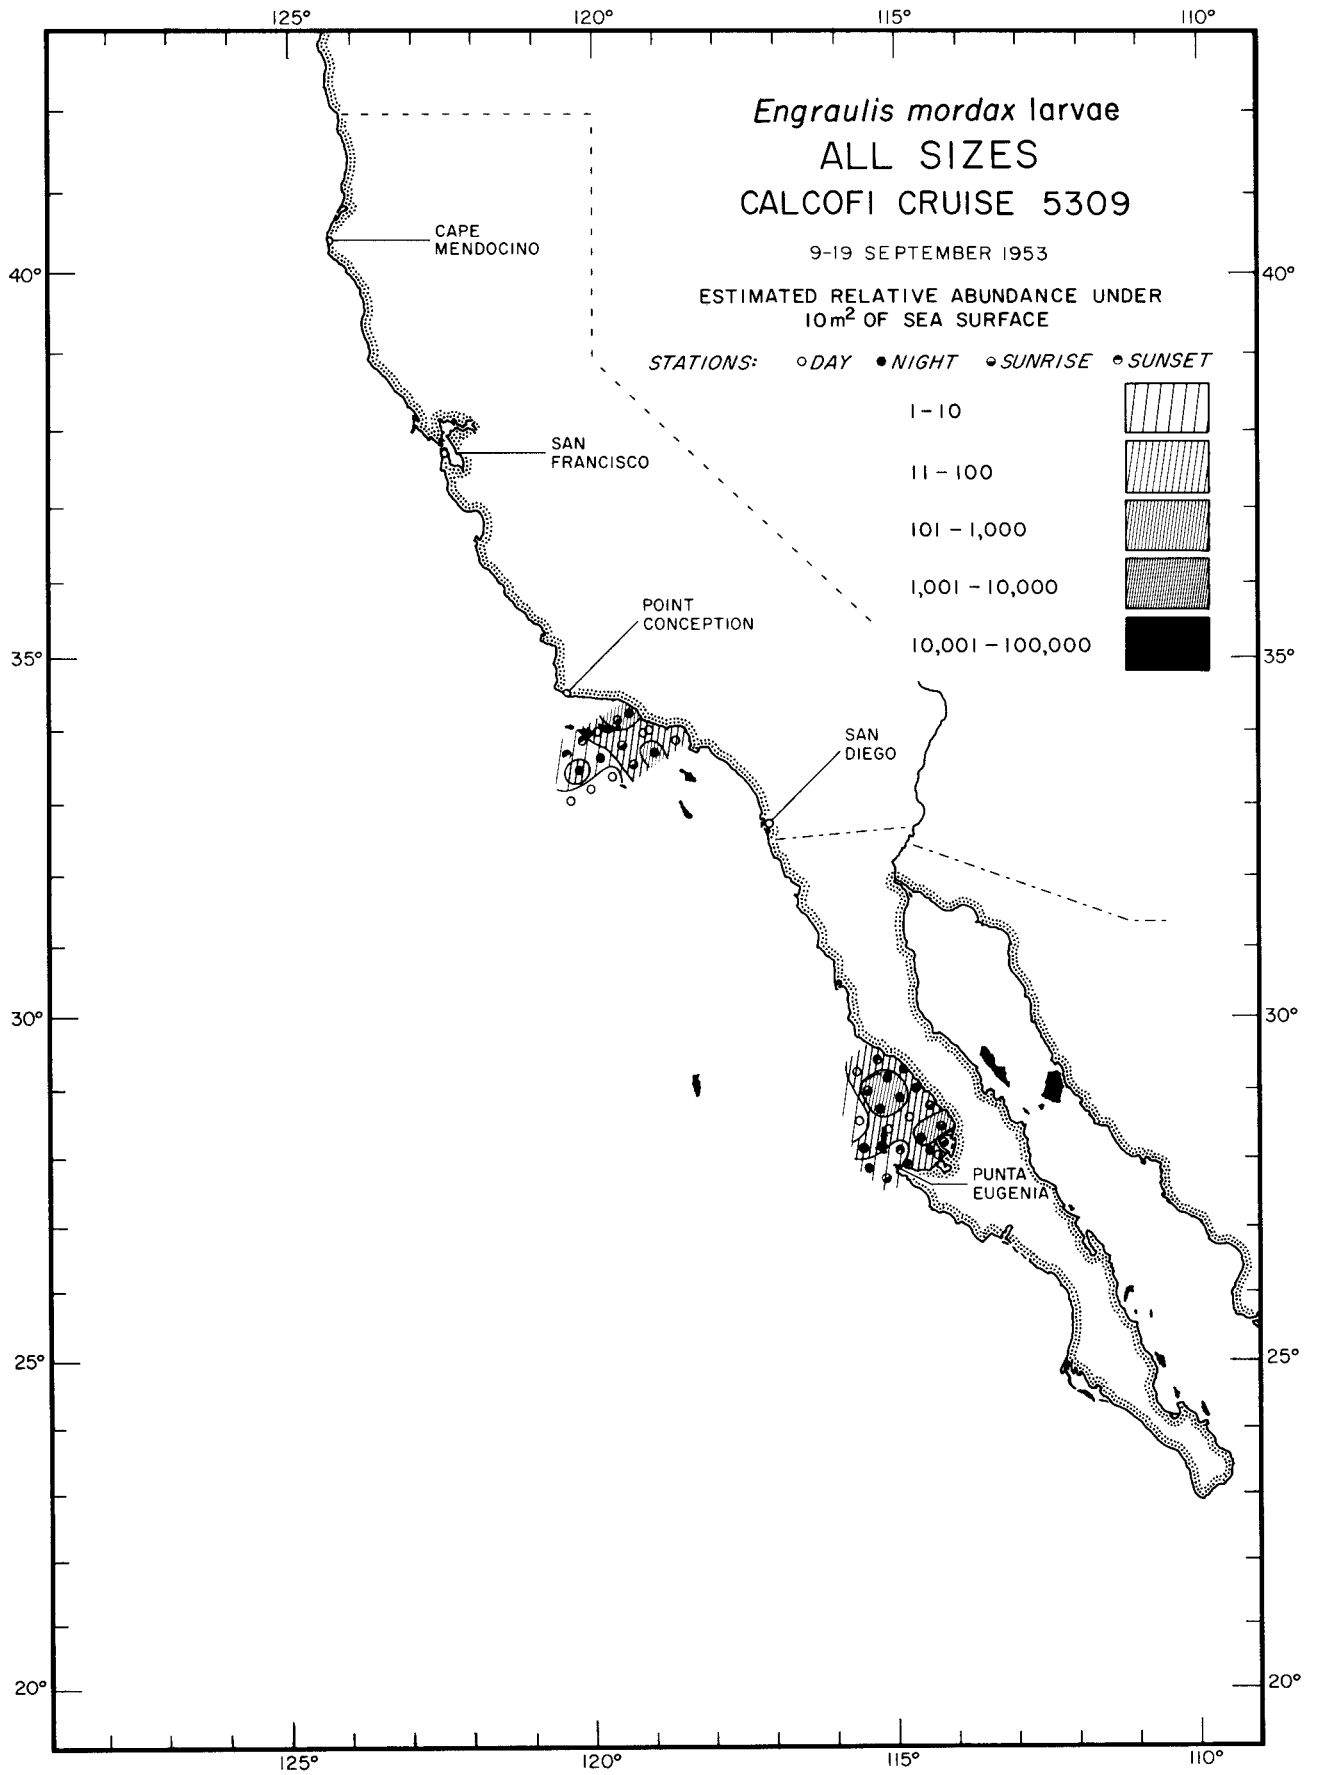 125°
120°
115°
110°
Engraulis mordax larvae
ALL SIZES
CALCOFI CRUISE 5309
9-19 SEPTEMBER 1953
ESTIMATED RELATIVE ABUNDANCE UNDER
10m² OF SEA SURFACE
STATIONS: DAY NIGHT SUNRISE SUNSET
1-10
11-100
101-1,000
1,001-10,000
10,001-100,000
CAPE
MENDOCINO
40°
40°
SAN
FRANCISCO
POINT
CONCEPTION
35°
35°
SAN
DIEGO
30°
30°
PUNTA
EUGENIA
25°
25°
20°
20°
125°
120°
115°
110°